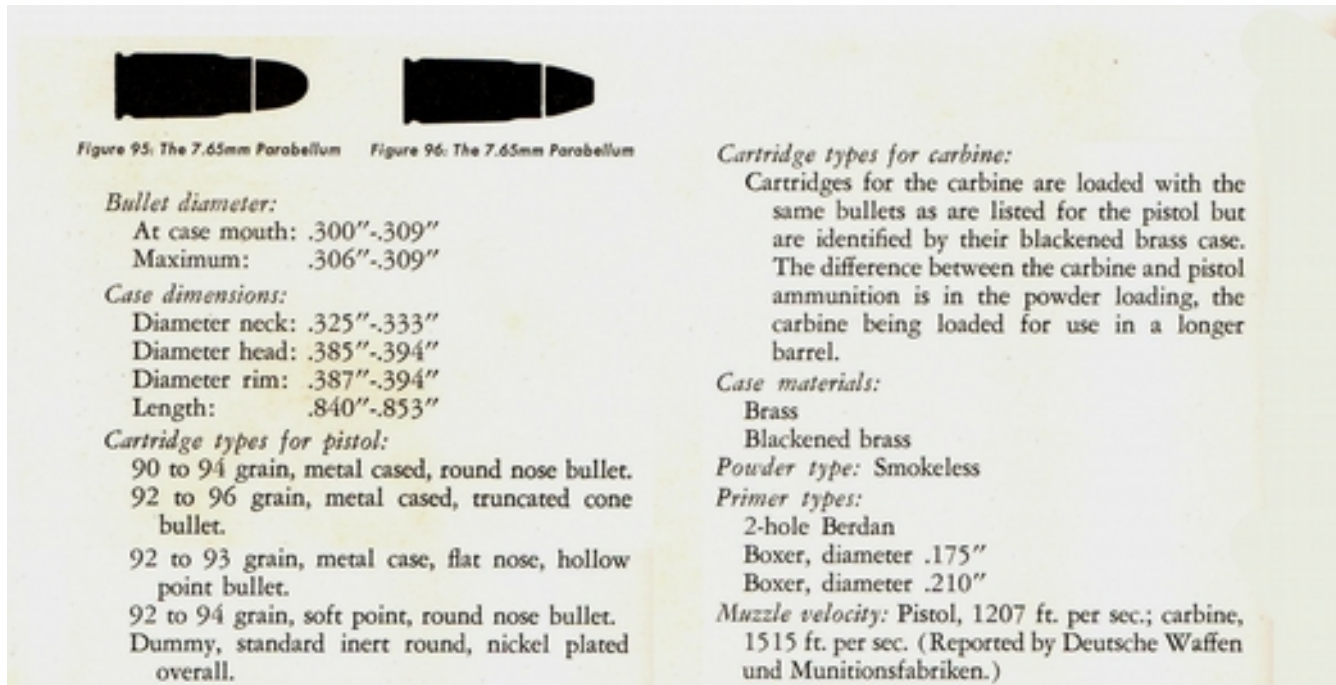 Figure 95: The 7.65mm Parabellum
Figure 96: The 7.65mm Parabellum
Bullet diameter:
At case mouth: .300"-.309"
Maximum: .306"-.309"
Case dimensions:
Diameter neck: .325"-.333"
Diameter head: .385"-.394"
Diameter rim: .387"-.394"
Length: .840"-.853"
Cartridge types for pistol:
90 to 94 grain, metal cased, round nose bullet.
92 to 96 grain, metal cased, truncated cone
bullet.
92 to 93 grain, metal case, flat nose, hollow
point bullet.
92 to 94 grain, soft point, round nose bullet.
Dummy, standard inert round, nickel plated
overall.
Cartridge types for carbine:
Cartridges for the carbine are loaded with the
same bullets as are listed for the pistol but
are identified by their blackened brass case.
The difference between the carbine and pistol
ammunition is in the powder loading, the
carbine being loaded for use in a longer
barrel.
Case materials:
Brass
Blackened brass
Powder type: Smokeless
Primer types:
2-hole Berdan
Boxer, diameter .175"
Boxer, diameter .210"
Muzzle velocity: Pistol, 1207 ft. per sec.; carbine,
1515 ft. per sec. (Reported by Deutsche Waffen
und Munitionsfabriken.)